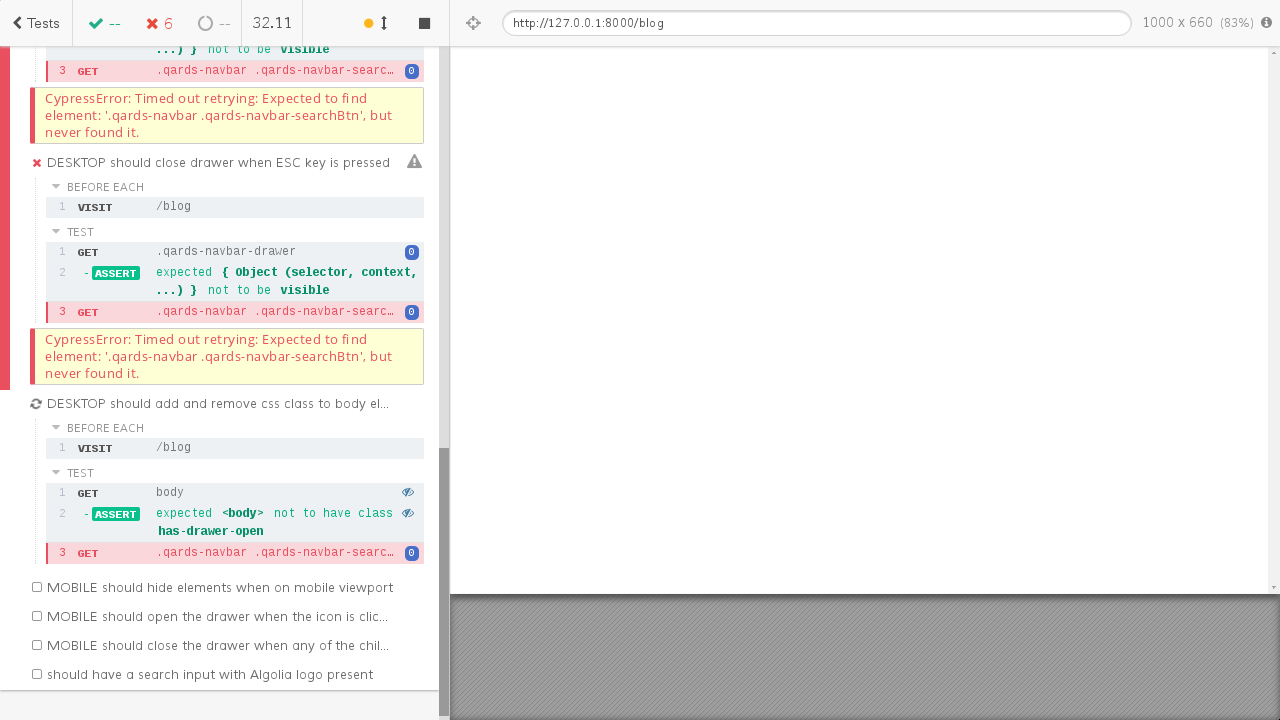 Tests
--
6
--
32.11
http://127.0.0.1:8000/blog
1000 x 660 (83%)
...) } not to be visible
3 GET .qards-navbar .qards-navbar-searc… 0
CypressError: Timed out retrying: Expected to find
element: '.qards-navbar .qards-navbar-searchBtn', but
never found it.
DESKTOP should close drawer when ESC key is pressed
BEFORE EACH
1 VISIT /blog
TEST
1 GET .qards-navbar-drawer 0
2 -ASSERT expected { Object (selector, context,
...) } not to be visible
3 GET .qards-navbar .qards-navbar-searc… 0
CypressError: Timed out retrying: Expected to find
element: '.qards-navbar .qards-navbar-searchBtn', but
never found it.
DESKTOP should add and remove css class to body el...
BEFORE EACH
1 VISIT /blog
TEST
1 GET body
2 -ASSERT expected <body> not to have class
has-drawer-open
3 GET .qards-navbar .qards-navbar-searc… 0
MOBILE should hide elements when on mobile viewport
MOBILE should open the drawer when the icon is clic...
MOBILE should close the drawer when any of the chil...
should have a search input with Algolia logo present